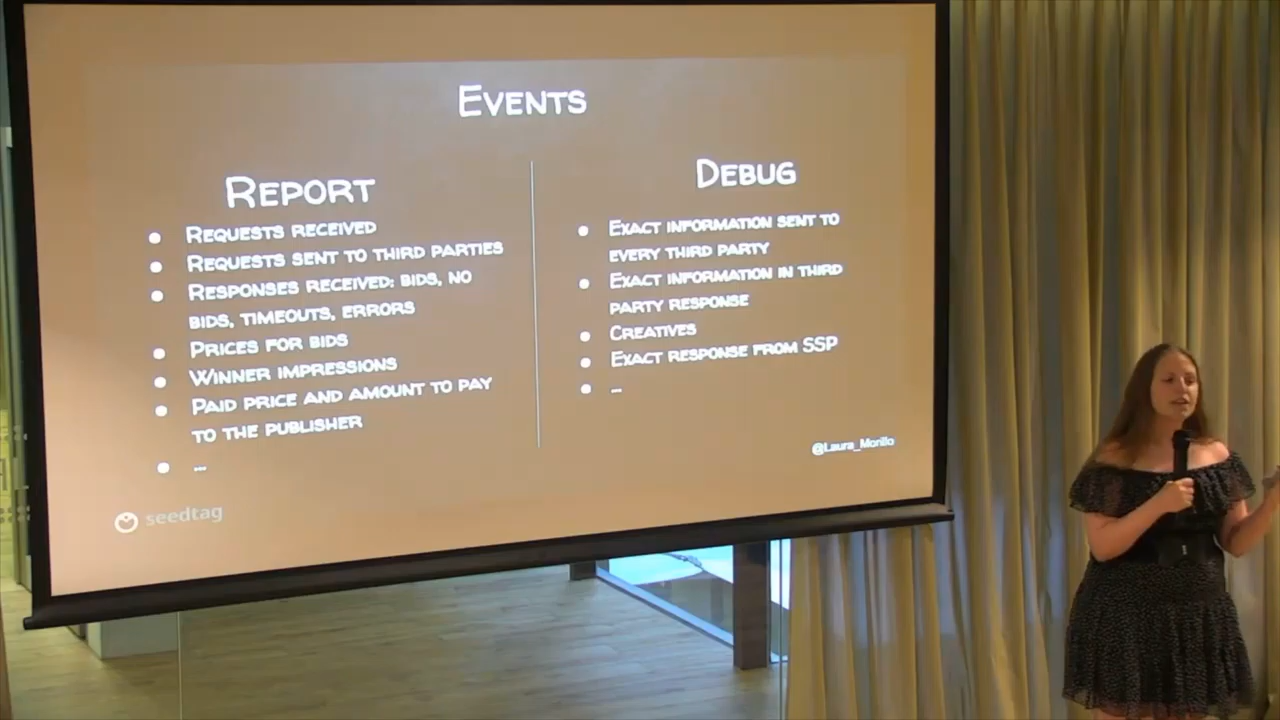 EVENTS
REPORT
• REQUESTS RECEIVED
• REQUESTS SENT TO THIRD PARTIES
• RESPONSES RECEIVED: BIDS, NO
BIDS, TIMEOUTS, ERRORS
• PRICES FOR BIDS
• WINNER IMPRESSIONS
• PAID PRICE AND AMOUNT TO PAY
TO THE PUBLISHER
• ...
DEBUG
• EXACT INFORMATION SENT TO
EVERY THIRD PARTY
• EXACT INFORMATION IN THIRD
PARTY RESPONSE
• CREATIVES
• EXACT RESPONSE FROM SSP
• ...
@Laura_Morillo
seedtag